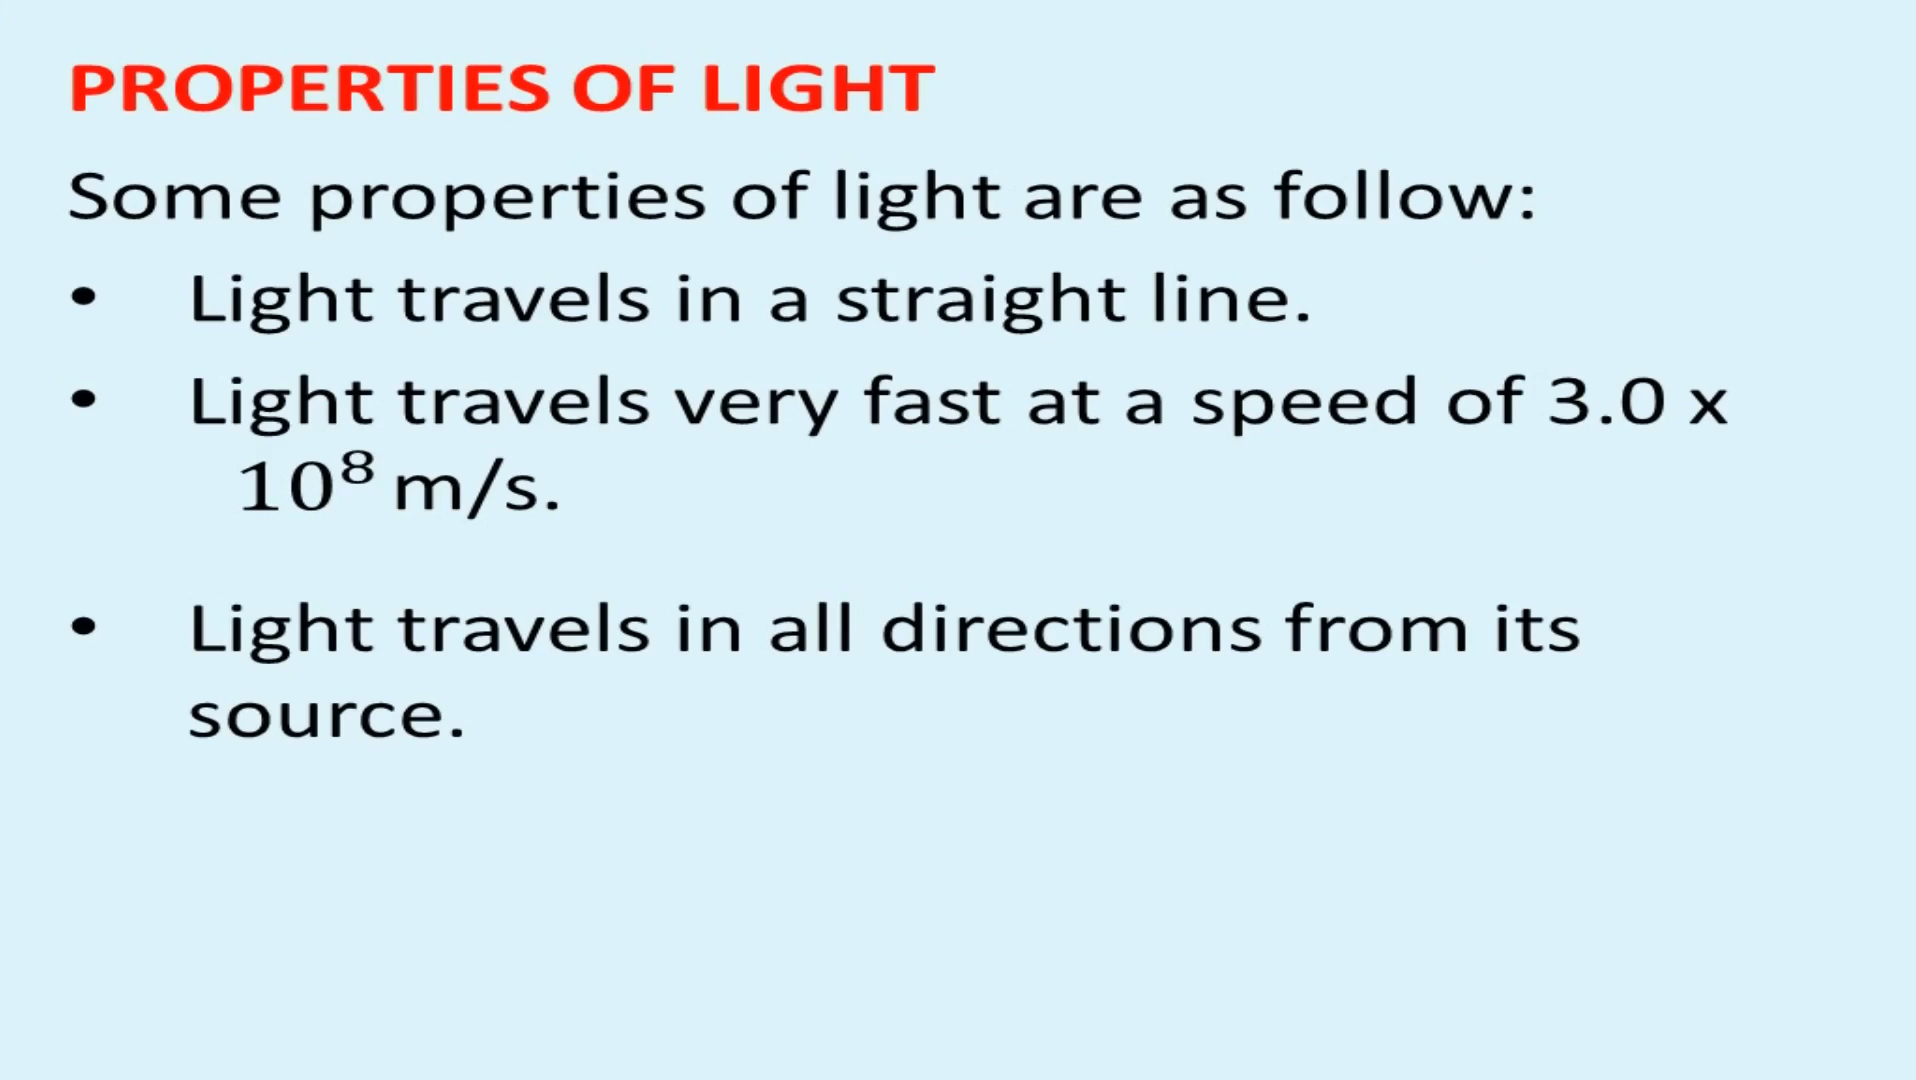 PROPERTIES OF LIGHT
Some properties of light are as follow:
• Light travels in a straight line.
• Light travels very fast at a speed of 3.0 x
10⁸ m/s.
• Light travels in all directions from its
source.